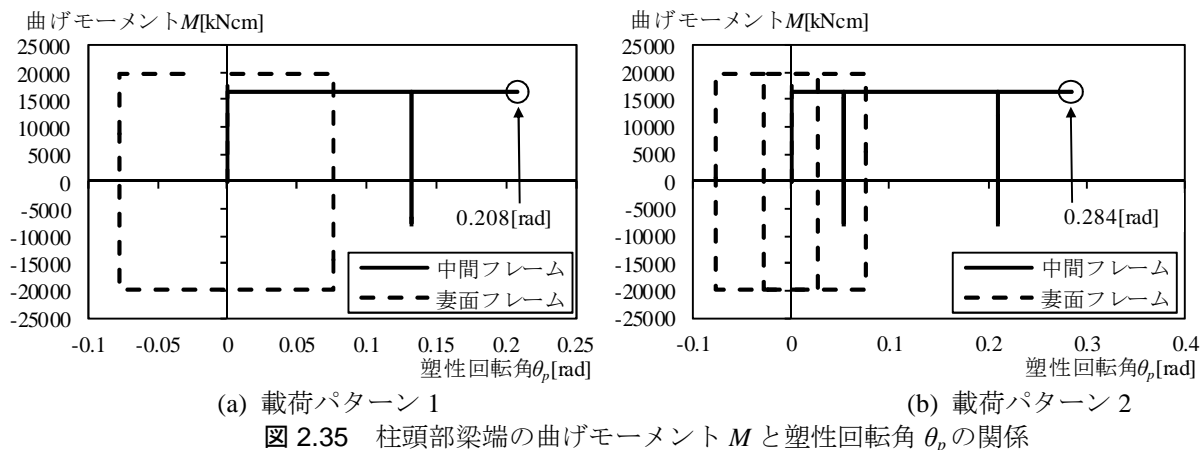 曲げモーメントM[kNcm]
25000
20000
15000
10000
5000
0
-5000
-10000
-15000
-20000
-25000
0.208[rad]
中間フレーム
妻面フレーム
-0.1 -0.05 0 0.05 0.1 0.15 0.2 0.25
塑性回転角θp[rad]
(a) 載荷パターン 1
曲げモーメントM[kNcm]
25000
20000
15000
10000
5000
0
-5000
-10000
-15000
-20000
-25000
0.284[rad]
中間フレーム
妻面フレーム
-0.1 0 0.1 0.2 0.3 0.4
塑性回転角θp[rad]
(b) 載荷パターン 2
図 2.35 柱頭部梁端の曲げモーメント M と塑性回転角 θp の関係